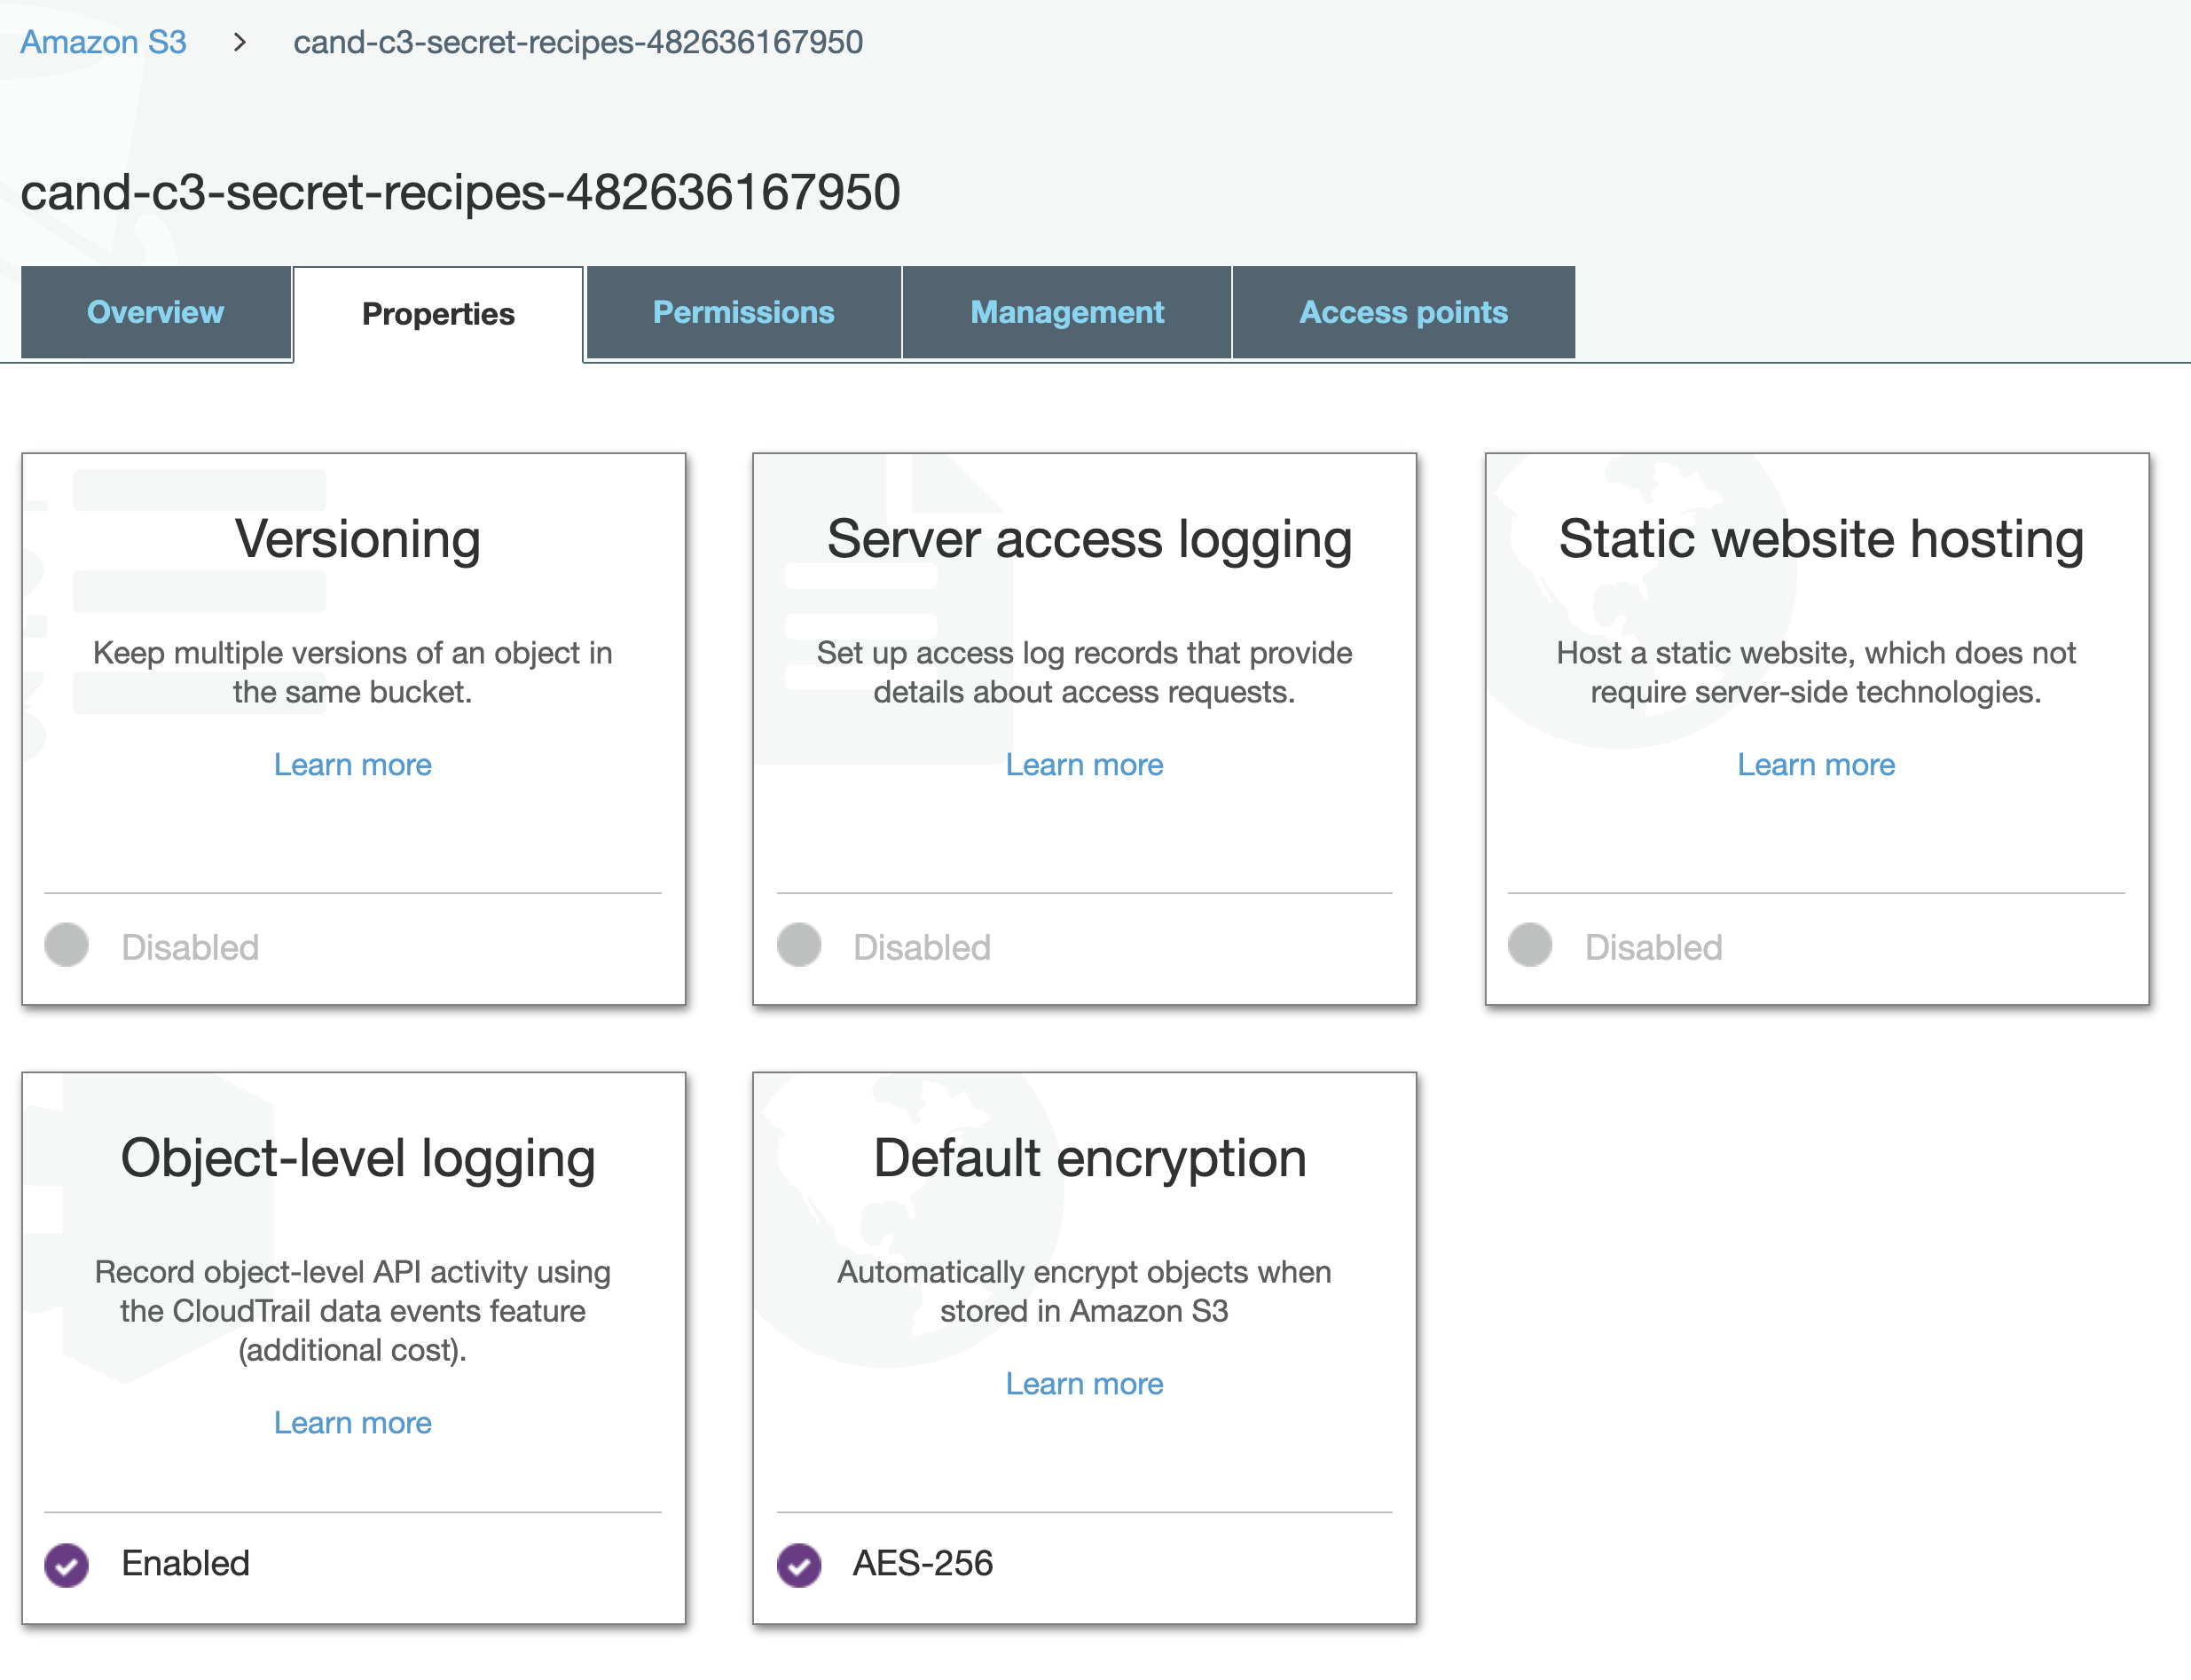 Amazon S3 > cand-c3-secret-recipes-482636167950
cand-c3-secret-recipes-482636167950
Overview Properties Permissions Management Access points
Versioning
Keep multiple versions of an object in
the same bucket.
Learn more
Disabled
Server access logging
Set up access log records that provide
details about access requests.
Learn more
Disabled
Static website hosting
Host a static website, which does not
require server-side technologies.
Learn more
Disabled
Object-level logging
Record object-level API activity using
the CloudTrail data events feature
(additional cost).
Learn more
Enabled
Default encryption
Automatically encrypt objects when
stored in Amazon S3
Learn more
AES-256